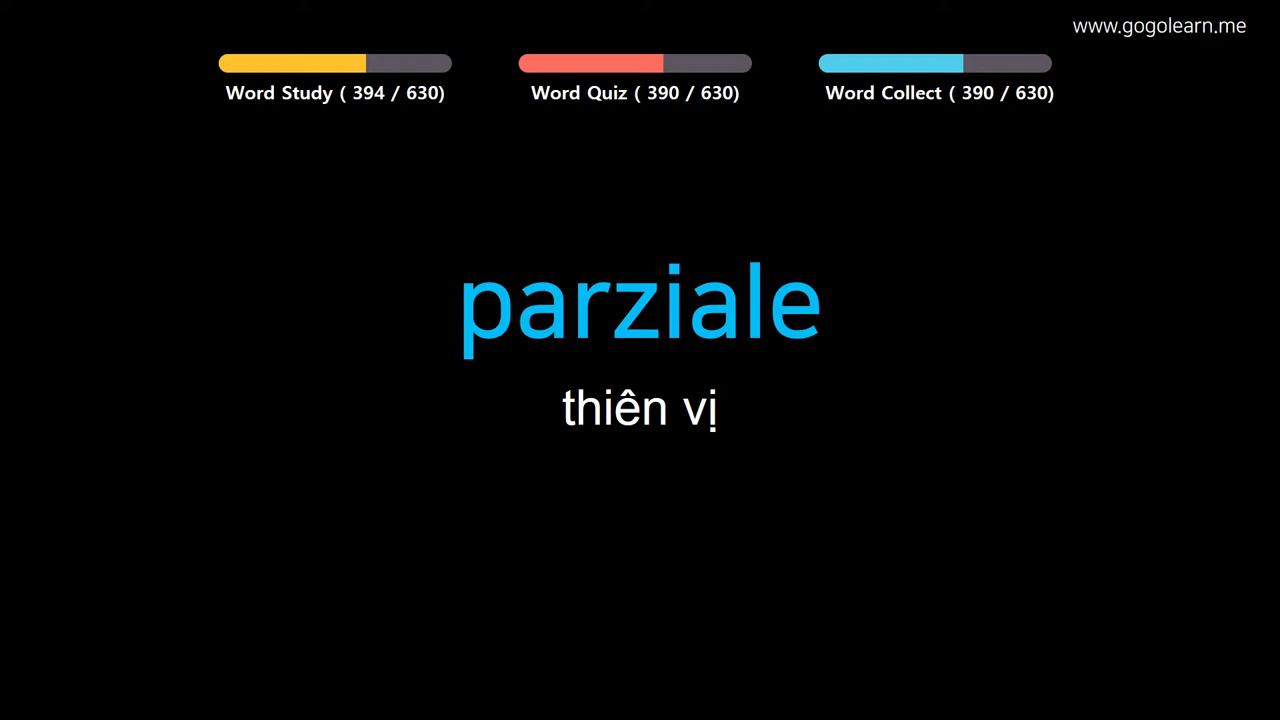 www.gogolearn.me
Word Study ( 394 / 630)
Word Quiz ( 390 / 630)
Word Collect ( 390 / 630)
parziale
thiên vị